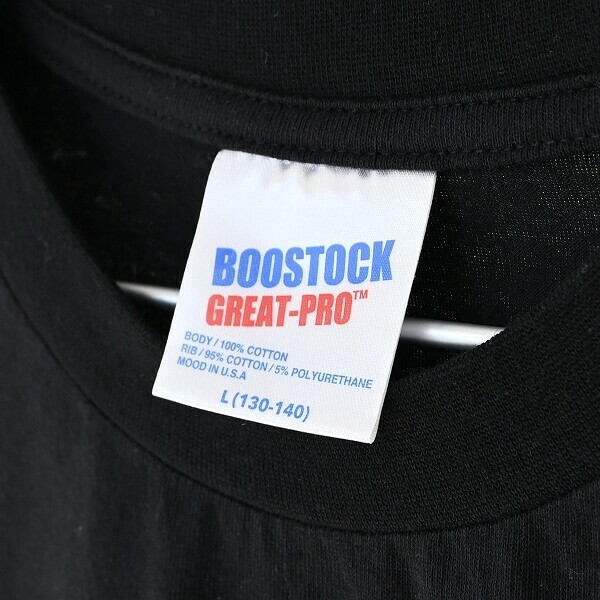 BOOSTOCK
GREAT-PRO™
BODY / 100% COTTON
RIB / 95% COTTON / 5% POLYURETHANE
MOOD IN U.S.A
L (130-140)